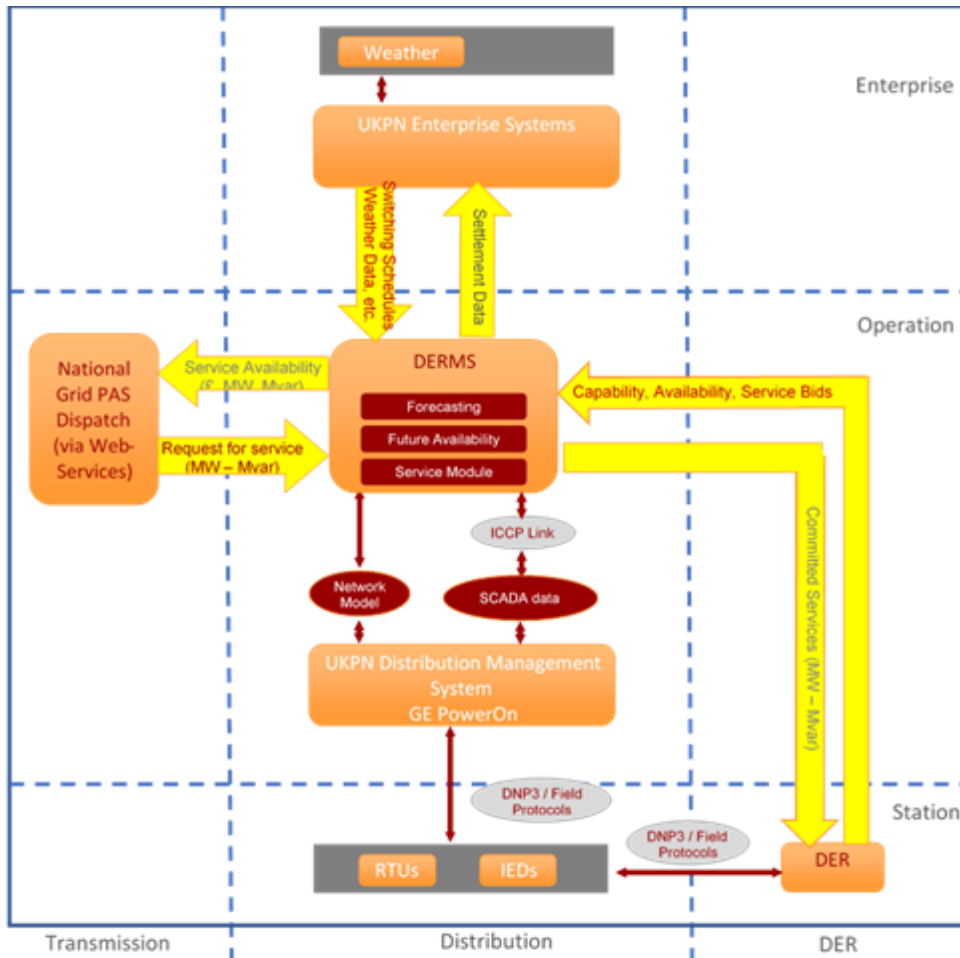 Weather
Enterprise
UKPN Enterprise Systems
Switching Schedules
Weather Data, etc.
Settlement Data
Operation
National
Grid PAS
Dispatch
(via Web-
Services)
Service Availability
(£, MW, Mvar)
Request for service
(MW – Mvar)
DERMS
Forecasting
Future Availability
Service Module
Capability, Availability, Service Bids
Committed Services (MW – Mvar)
ICCP Link
Network
Model
SCADA data
UKPN Distribution Management
System
GE PowerOn
DNP3 / Field
Protocols
Station
DNP3 / Field
Protocols
RTUs
IEDs
DER
Transmission
Distribution
DER